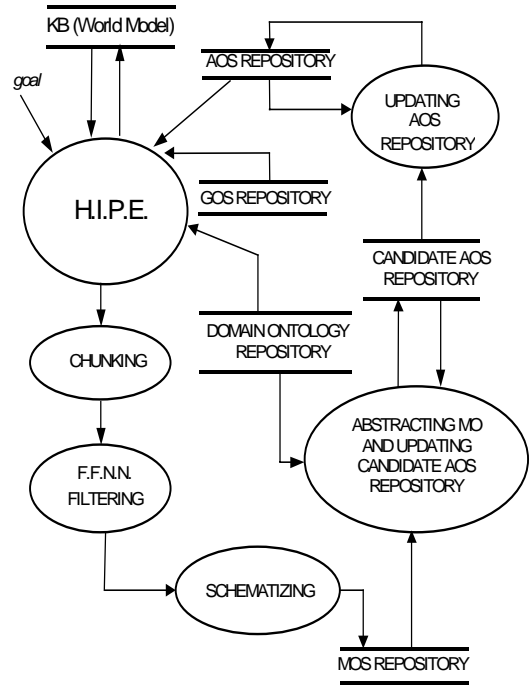 KB (World Model)
goal
AOS REPOSITORY
UPDATING
AOS
REPOSITORY
H.I.P.E.
GOS REPOSITORY
CANDIDATE AOS
REPOSITORY
DOMAIN ONTOLOGY
REPOSITORY
CHUNKING
ABSTRACTING MO
AND UPDATING
CANDIDATE AOS
REPOSITORY
F.F.N.N.
FILTERING
SCHEMATIZING
MOS REPOSITORY